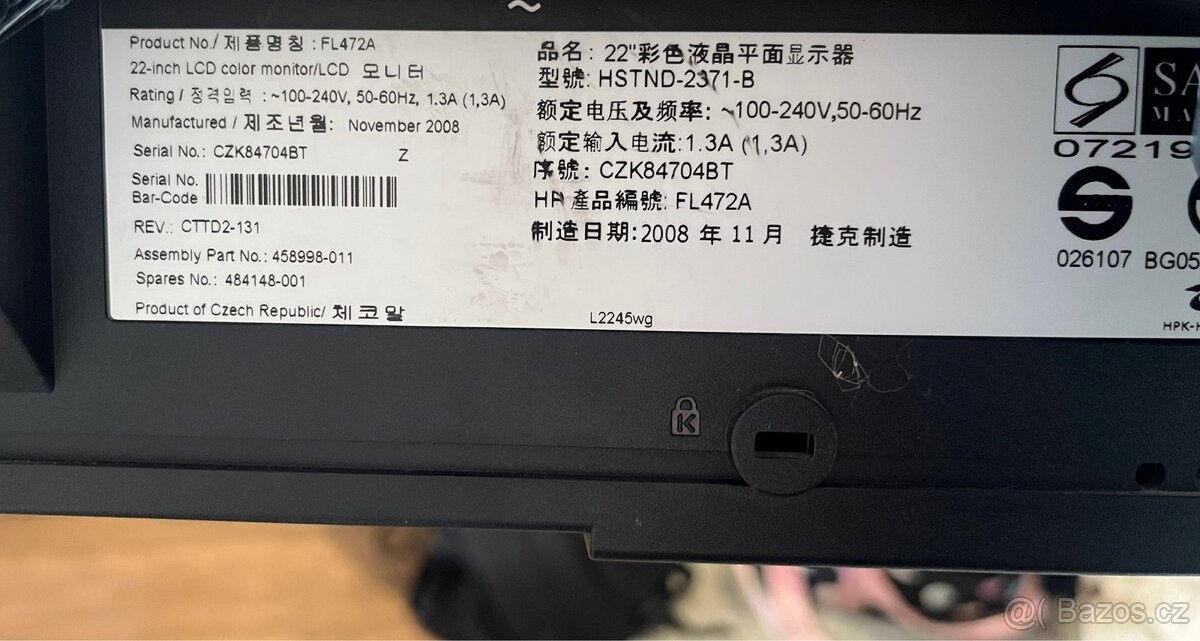 Product No./ 제품명칭 : FL472A
22-inch LCD color monitor/LCD 모니터
Rating / 정격입력 : ~100-240V, 50-60Hz, 1.3A (1,3A)
Manufactured / 제조년월: November 2008
Serial No.: CZK84704BT Z
Serial No.
Bar-Code
REV.: CTTD2-131
Assembly Part No.: 458998-011
Spares No.: 484148-001
Product of Czech Republic/ 체코말
品名: 22"彩色液晶平面显示器
型號: HSTND-2371-B
额定电压及频率: ~100-240V,50-60Hz
额定输入电流:1.3A (1,3A)
序號: CZK84704BT
HP 產品編號: FL472A
制造日期:2008 年 11 月 捷克制造
L2245wg
SA
MA
07219
S
026107 BG05
HPK-H
K
@( Bazos.cz